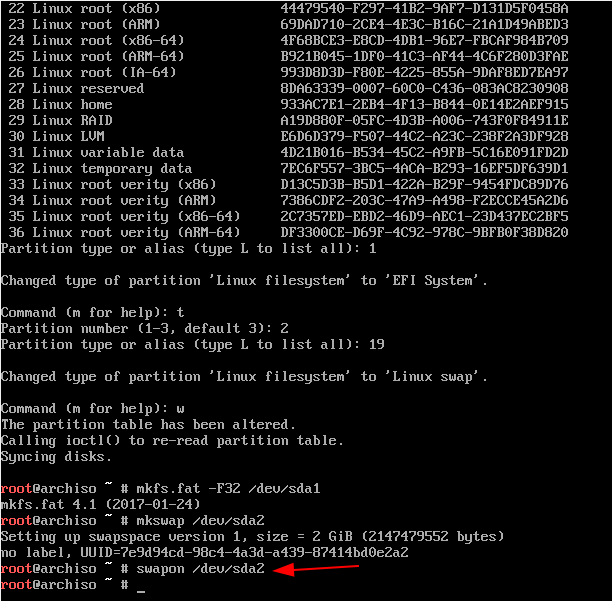 22 Linux root (x86) 44479540-F297-41B2-9AF7-D131D5F0458A
23 Linux root (ARM) 69DAD710-2CE4-4E3C-B16C-21A1D49ABED3
24 Linux root (x86-64) 4F68BCE3-E8CD-4DB1-96E7-FBCAF984B709
25 Linux root (ARM-64) B921B045-1DF0-41C3-AF44-4C6F280D3FAE
26 Linux root (IA-64) 993D8D3D-F80E-4225-855A-9DAF8ED7EA97
27 Linux reserved 8DA63339-0007-60C0-C436-083AC8230908
28 Linux home 933AC7E1-2EB4-4F13-B844-0E14E2AEF915
29 Linux RAID A19D880F-05FC-4D3B-A006-743F0F84911E
30 Linux LVM E6D6D379-F507-44C2-A23C-238F2A3DF928
31 Linux variable data 4D21B016-B534-45C2-A9FB-5C16E091FD2D
32 Linux temporary data 7EC6F557-3BC5-4ACA-B293-16EF5DF639D1
33 Linux root verity (x86) D13C5D3B-B5D1-422A-B29F-9454FDC89D76
34 Linux root verity (ARM) 7386CDF2-203C-47A9-A498-F2ECCE45A2D6
35 Linux root verity (x86-64) 2C7357ED-EBD2-46D9-AEC1-23D437EC2BF5
36 Linux root verity (ARM-64) DF3300CE-D69F-4C92-978C-9BFB0F38D820
Partition type or alias (type L to list all): 1
Changed type of partition 'Linux filesystem' to 'EFI System'.
Command (m for help): t
Partition number (1-3, default 3): 2
Partition type or alias (type L to list all): 19
Changed type of partition 'Linux filesystem' to 'Linux swap'.
Command (m for help): w
The partition table has been altered.
Calling ioctl() to re-read partition table.
Syncing disks.
root@archiso ~ # mkfs.fat -F32 /dev/sda1
mkfs.fat 4.1 (2017-01-24)
root@archiso ~ # mkswap /dev/sda2
Setting up swapspace version 1, size = 2 GiB (2147479552 bytes)
no label, UUID=7e9d94cd-98c4-4a3d-a439-87414bd0e2a2
root@archiso ~ # swapon /dev/sda2
root@archiso ~ # _